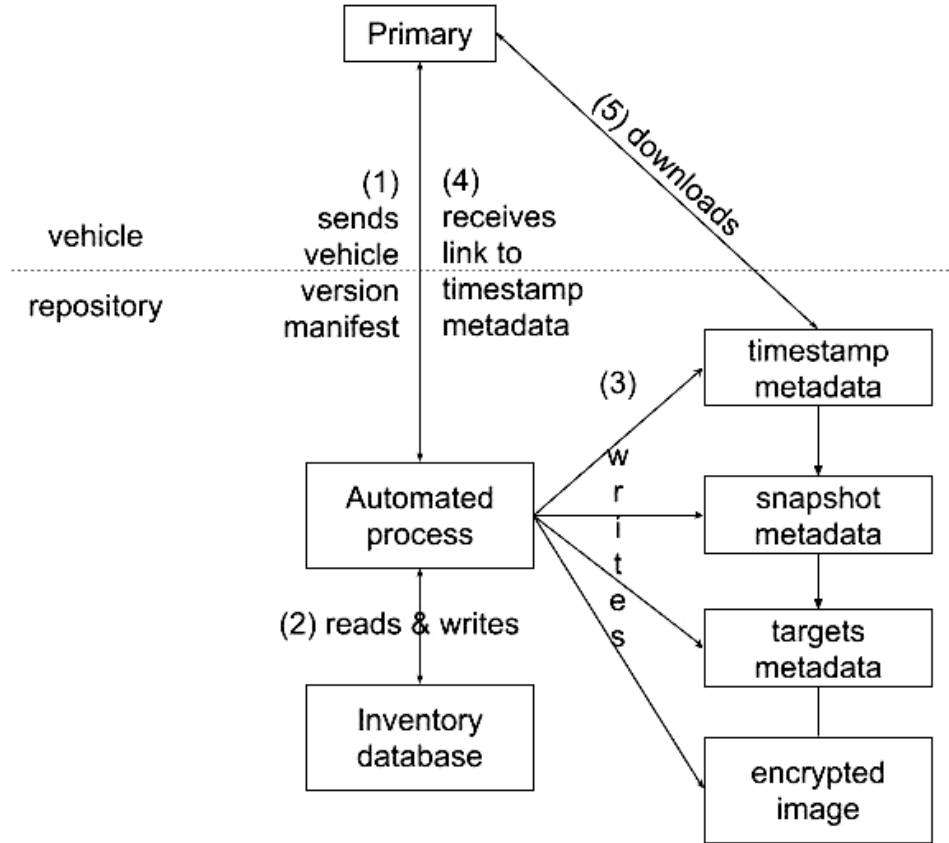 Primary
(5) downloads
(1)
sends
vehicle
version
manifest
(4)
receives
link to
timestamp
metadata
vehicle
repository
timestamp
metadata
(3)
writes
Automated
process
snapshot
metadata
(2) reads & writes
targets
metadata
Inventory
database
encrypted
image